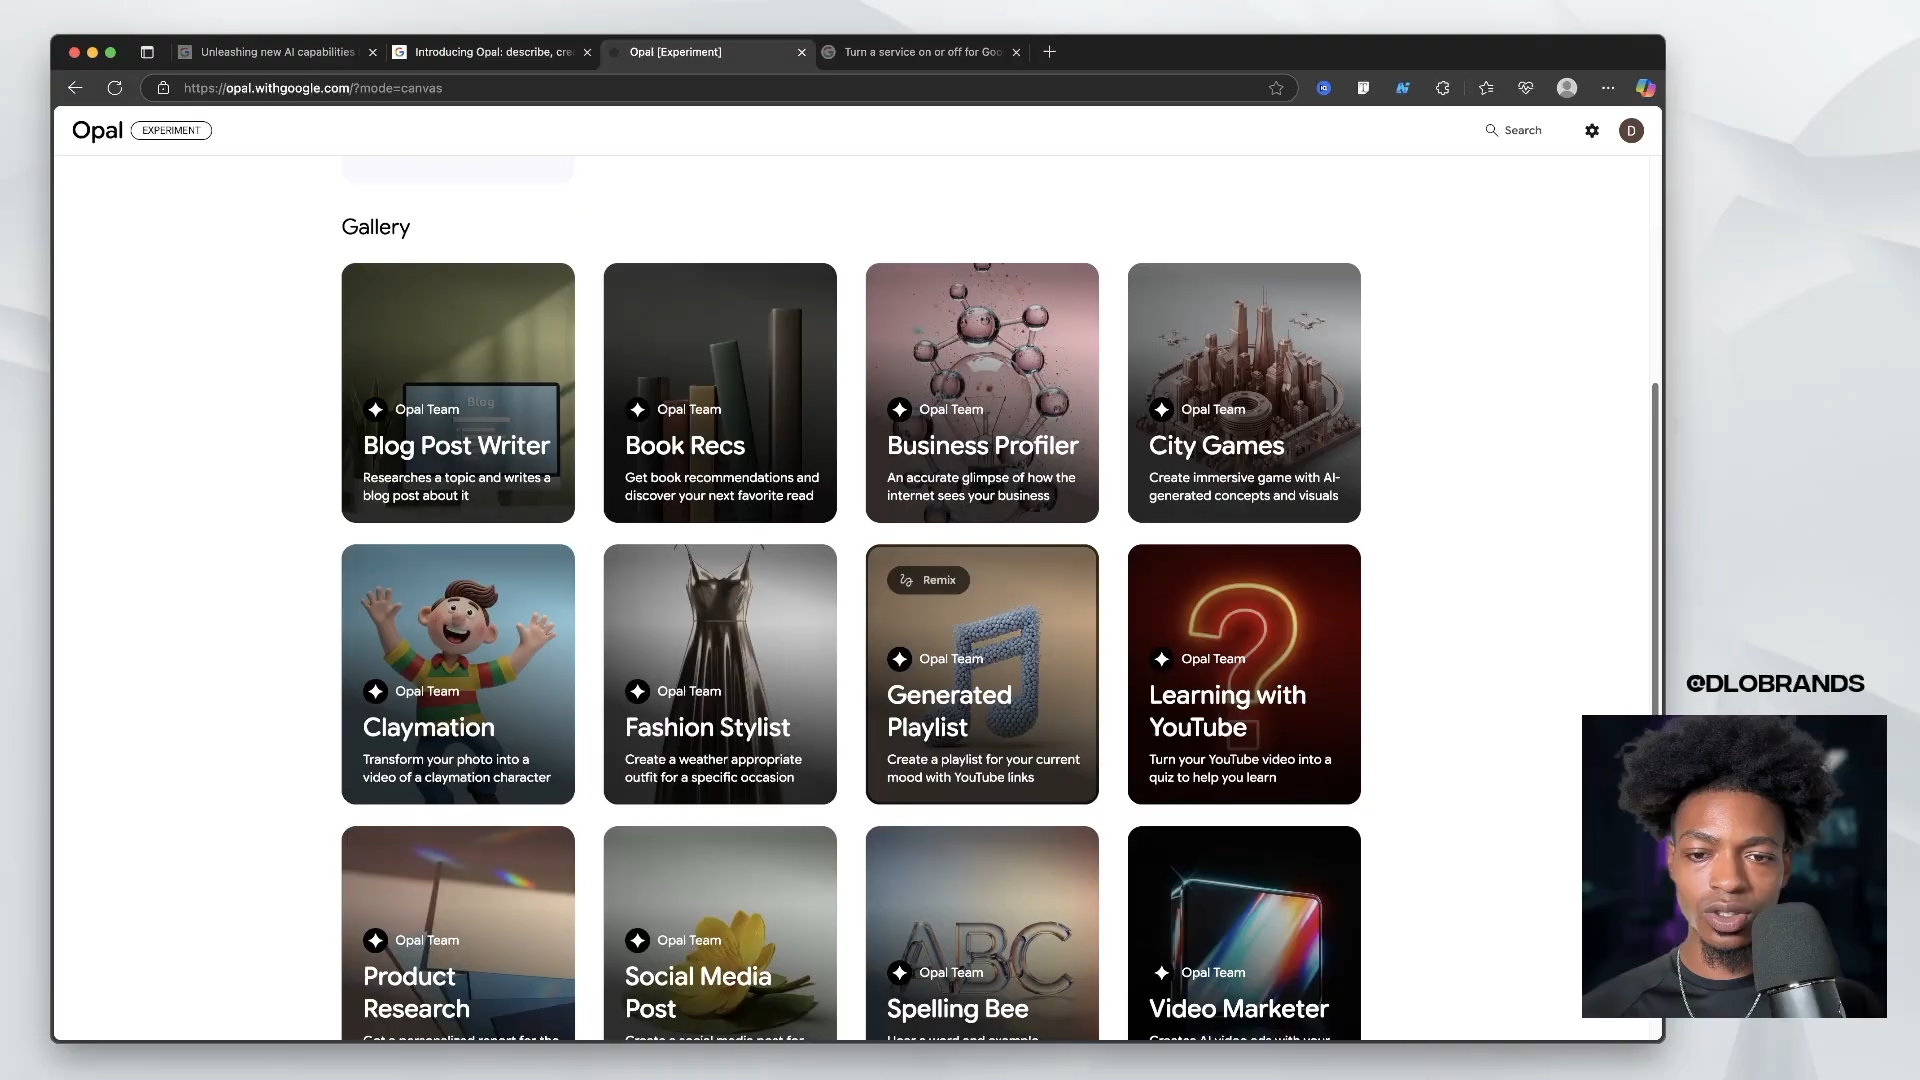 Unleashing new AI capabilities
Introducing Opal: describe, cre
Opal [Experiment]
Turn a service on or off for Goo
https://opal.withgoogle.com/?mode=canvas
Opal EXPERIMENT
Search
D
Gallery
Blog
Opal Team
Blog Post Writer
Researches a topic and writes a
blog post about it
Opal Team
Book Recs
Get book recommendations and
discover your next favorite read
Opal Team
Business Profiler
An accurate glimpse of how the
internet sees your business
Opal Team
City Games
Create immersive game with AI-
generated concepts and visuals
Opal Team
Claymation
Transform your photo into a
video of a claymation character
Opal Team
Fashion Stylist
Create a weather appropriate
outfit for a specific occasion
Remix
Opal Team
Generated
Playlist
Create a playlist for your current
mood with YouTube links
?
Opal Team
Learning with
YouTube
Turn your YouTube video into a
quiz to help you learn
@DLOBRANDS
Opal Team
Product
Research
Opal Team
Social Media
Post
ABC
Opal Team
Spelling Bee
Opal Team
Video Marketer